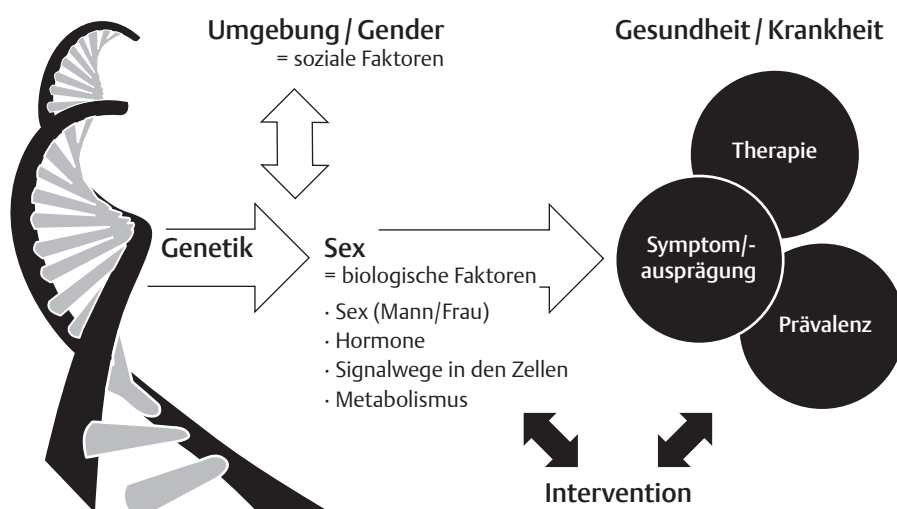 Umgebung / Gender
= soziale Faktoren
Gesundheit / Krankheit
Therapie
Genetik
Sex
= biologische Faktoren
· Sex (Mann/Frau)
· Hormone
· Signalwege in den Zellen
· Metabolismus
Symptom/-
ausprägung
Prävalenz
Intervention